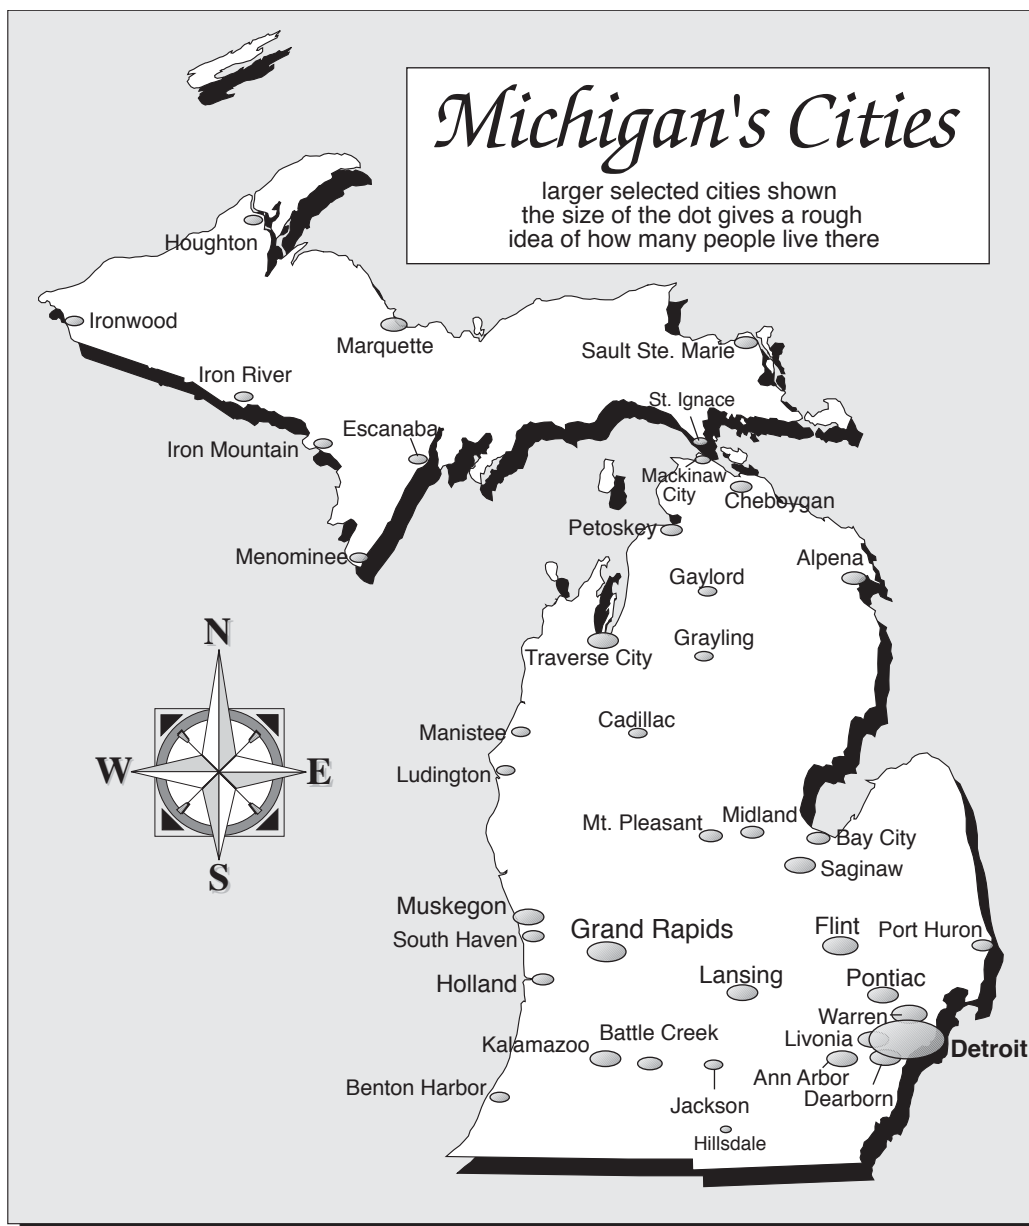 Michigan's Cities
larger selected cities shown
the size of the dot gives a rough
idea of how many people live there
Houghton
Ironwood
Marquette
Sault Ste. Marie
Iron River
St. Ignace
Escanaba
Iron Mountain
Mackinaw
City
Cheboygan
Petoskey
Menominee
Alpena
Gaylord
N
Grayling
Traverse City
Cadillac
Manistee
W
E
Ludington
Midland
Mt. Pleasant
Bay City
Saginaw
S
Muskegon
Grand Rapids
Flint
Port Huron
South Haven
Lansing
Pontiac
Holland
Warren
Battle Creek
Livonia
Kalamazoo
Detroit
Ann Arbor
Benton Harbor
Dearborn
Jackson
Hillsdale